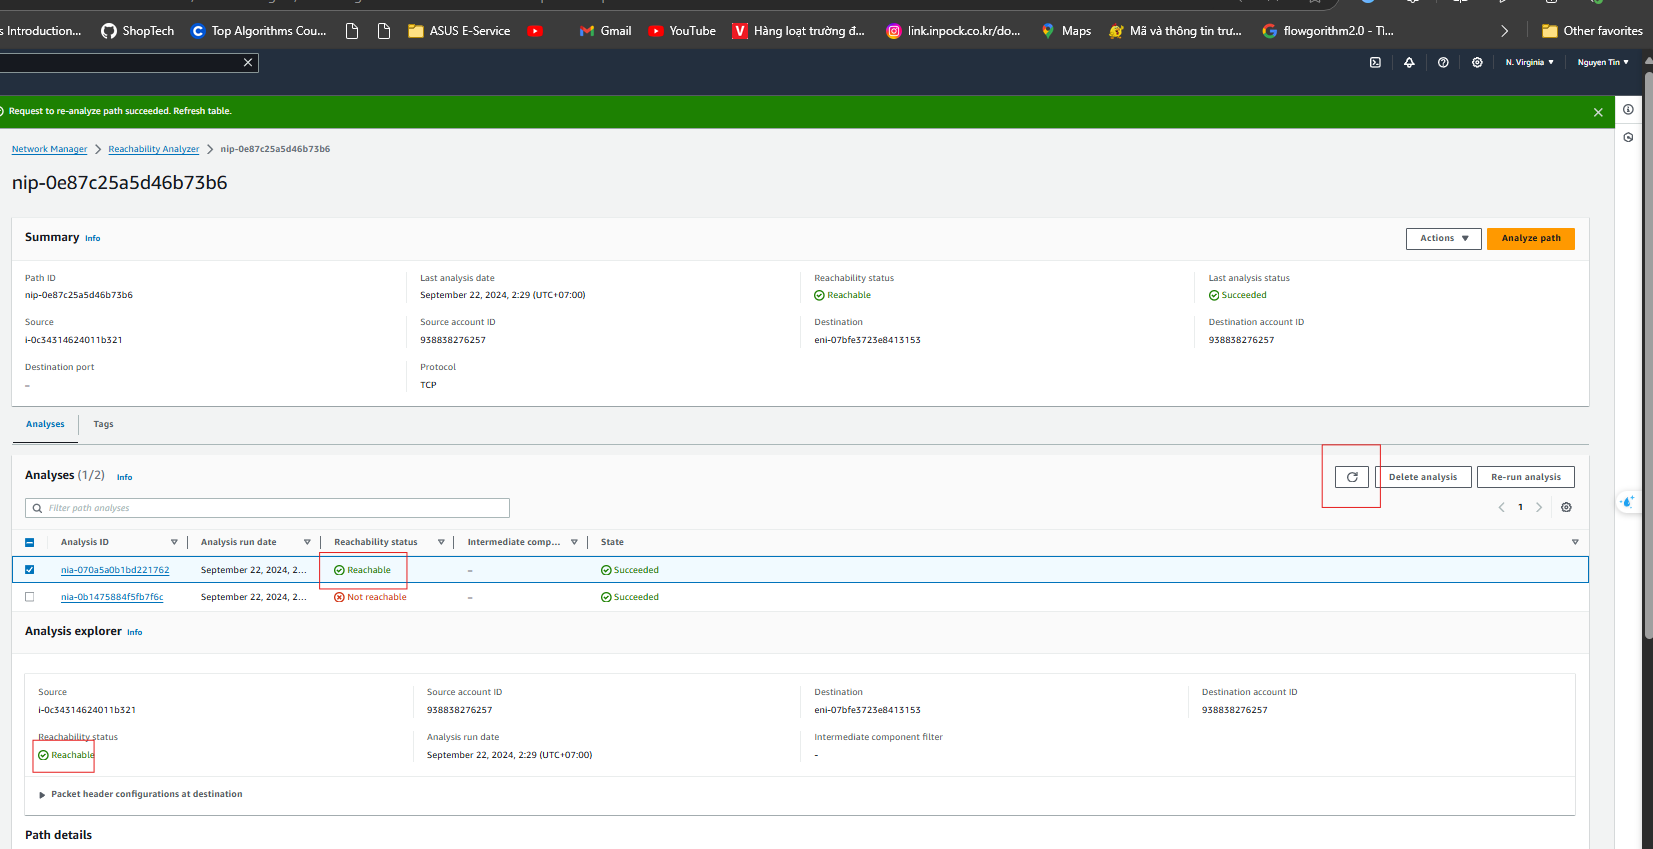 s Introduction...
ShopTech
Top Algorithms Cou...
ASUS E-Service
Gmail
YouTube
Hàng loạt trường đ...
link.inpock.co.kr/do...
Maps
Mã và thông tin trư...
flowgorithm2.0 - Tì...
Other favorites
N. Virginia
Nguyen Tin
Request to re-analyze path succeeded. Refresh table.
Network Manager
Reachability Analyzer
nip-0e87c25a5d46b73b6
nip-0e87c25a5d46b73b6
Summary Info
Actions
Analyze path
Path ID
Last analysis date
Reachability status
Last analysis status
nip-0e87c25a5d46b73b6
September 22, 2024, 2:29 (UTC+07:00)
Reachable
Succeeded
Source
Source account ID
Destination
Destination account ID
i-0c34314624011b321
938838276257
eni-07bfe3723e8413153
938838276257
Destination port
Protocol
–
TCP
Analyses
Tags
Analyses (1/2) Info
Delete analysis
Re-run analysis
Filter path analyses
1
Analysis ID
Analysis run date
Reachability status
Intermediate comp...
State
nia-070a5a0b1bd221762
September 22, 2024, 2...
Reachable
–
Succeeded
nia-0b1475884f5fb7f6c
September 22, 2024, 2...
Not reachable
–
Succeeded
Analysis explorer Info
Source
Source account ID
Destination
Destination account ID
i-0c34314624011b321
938838276257
eni-07bfe3723e8413153
938838276257
Reachability status
Analysis run date
Intermediate component filter
Reachable
September 22, 2024, 2:29 (UTC+07:00)
-
Packet header configurations at destination
Path details